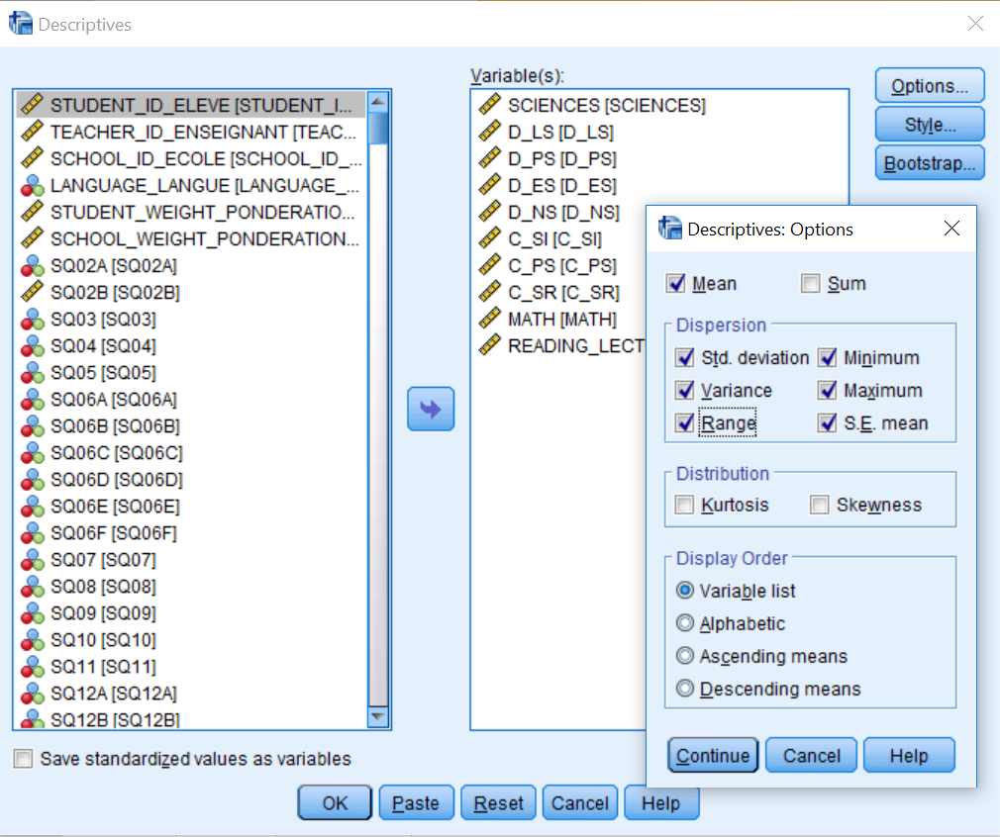 Descriptives
STUDENT_ID_ELEVE [STUDENT_I...
TEACHER_ID_ENSEIGNANT [TEAC...
SCHOOL_ID_ECOLE [SCHOOL_ID_...
LANGUAGE_LANGUE [LANGUAGE_...
STUDENT_WEIGHT_PONDERATIO...
SCHOOL_WEIGHT_PONDERATION...
SQ02A [SQ02A]
SQ02B [SQ02B]
SQ03 [SQ03]
SQ04 [SQ04]
SQ05 [SQ05]
SQ06A [SQ06A]
SQ06B [SQ06B]
SQ06C [SQ06C]
SQ06D [SQ06D]
SQ06E [SQ06E]
SQ06F [SQ06F]
SQ07 [SQ07]
SQ08 [SQ08]
SQ09 [SQ09]
SQ10 [SQ10]
SQ11 [SQ11]
SQ12A [SQ12A]
SQ12B [SQ12B]
Variable(s):
SCIENCES [SCIENCES]
D_LS [D_LS]
D_PS [D_PS]
D_ES [D_ES]
D_NS [D_NS]
C_SI [C_SI]
C_PS [C_PS]
C_SR [C_SR]
MATH [MATH]
READING_LECT
Options...
Style...
Bootstrap...
Descriptives: Options
Mean Sum
Dispersion
Std. deviation Minimum
Variance Maximum
Range S.E. mean
Distribution
Kurtosis Skewness
Display Order
Variable list
Alphabetic
Ascending means
Descending means
Continue Cancel Help
Save standardized values as variables
OK Paste Reset Cancel Help